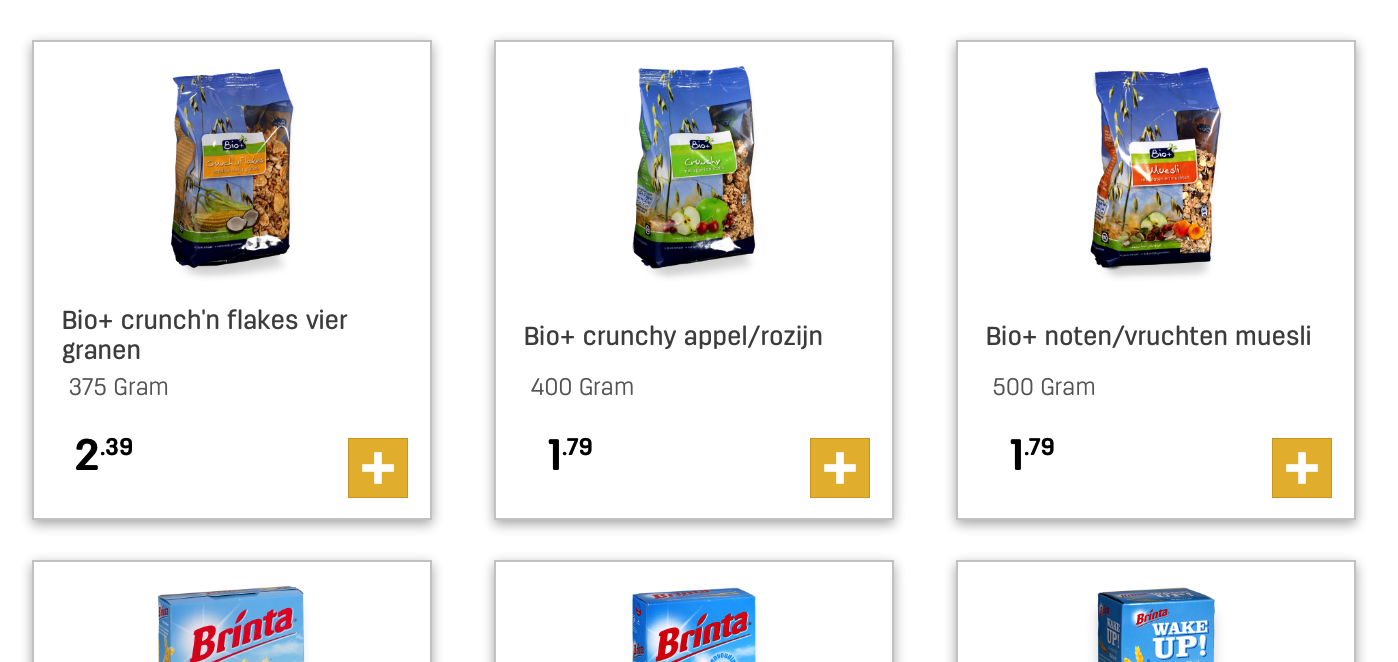 Bio+
Crunchy Flakes
Bio+
Crunchy
Bio+
Muesli
Bio+ crunch'n flakes vier
granen
375 Gram
2.39
Bio+ crunchy appel/rozijn
400 Gram
1.79
Bio+ noten/vruchten muesli
500 Gram
1.79
Brinta
Brinta
Brinta
WAKE
UP!